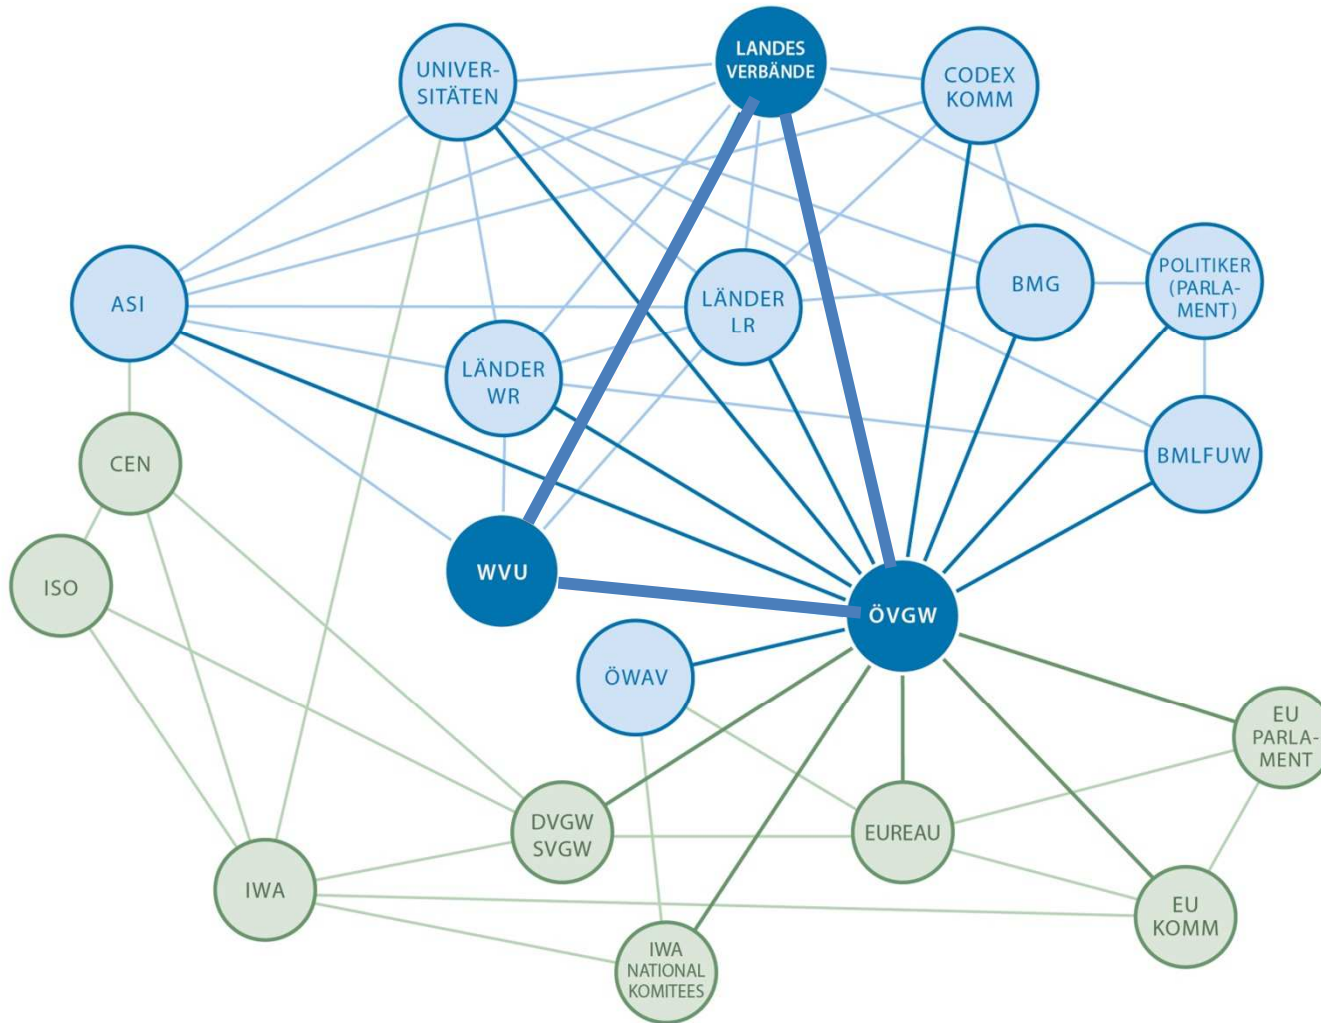 LANDES
VERBÄNDE
UNIVER-
SITÄTEN
CODEX
KOMM
ASI
LÄNDER
LR
BMG
POLITIKER
(PARLA-
MENT)
LÄNDER
WR
CEN
BMLFUW
ISO
WVU
ÖVGW
ÖWAV
EU
PARLA-
MENT
DVGW
SVGW
EUREAU
IWA
EU
KOMM
IWA
NATIONAL
KOMITEES